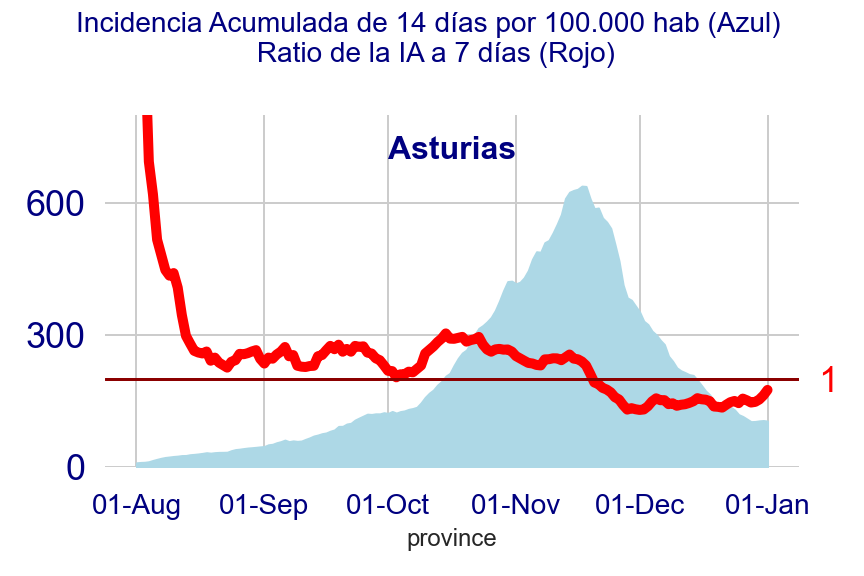 Incidencia Acumulada de 14 días por 100.000 hab (Azul)
Ratio de la IA a 7 días (Rojo)
Asturias
600
300
1
0
01-Aug 01-Sep 01-Oct 01-Nov 01-Dec 01-Jan
province